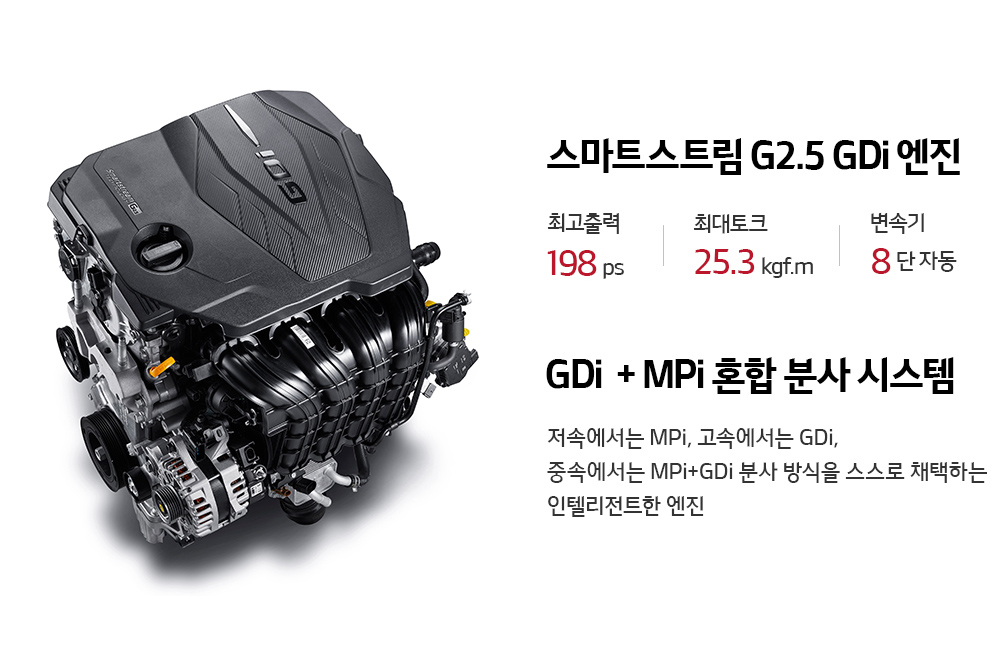 스마트스트림 G2.5 GDi 엔진
최고출력
198 ps
최대토크
25.3 kgf.m
변속기
8 단 자동
GDi + MPi 혼합 분사 시스템
저속에서는 MPi, 고속에서는 GDi,
중속에서는 MPi+GDi 분사 방식을 스스로 채택하는
인텔리전트한 엔진
GDi
Smartstream GDi